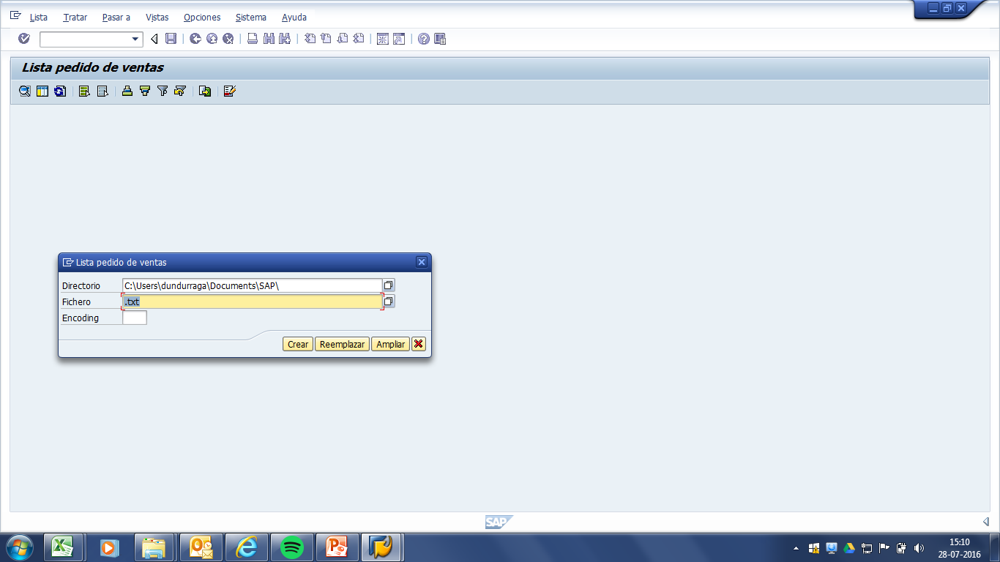 Lista Tratar Pasar a Vistas Opciones Sistema Ayuda
Lista pedido de ventas
Lista pedido de ventas
Directorio C:\Users\dundurraga\Documents\SAP\
Fichero .txt
Encoding
Crear Reemplazar Ampliar
SAP
15:10
28-07-2016